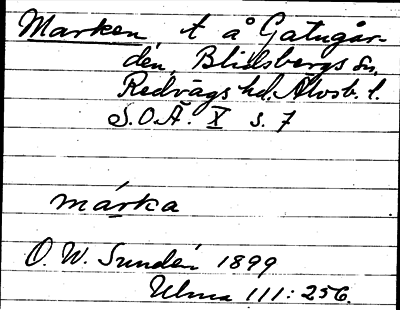 Marken, t å Gatugår-
den, Blidsbergs sn,
Redvägs hd. Älvsb. l.
S.O.Ä. X s. 7
márka
O. W. Sundén 1899
Ulma 111: 256.